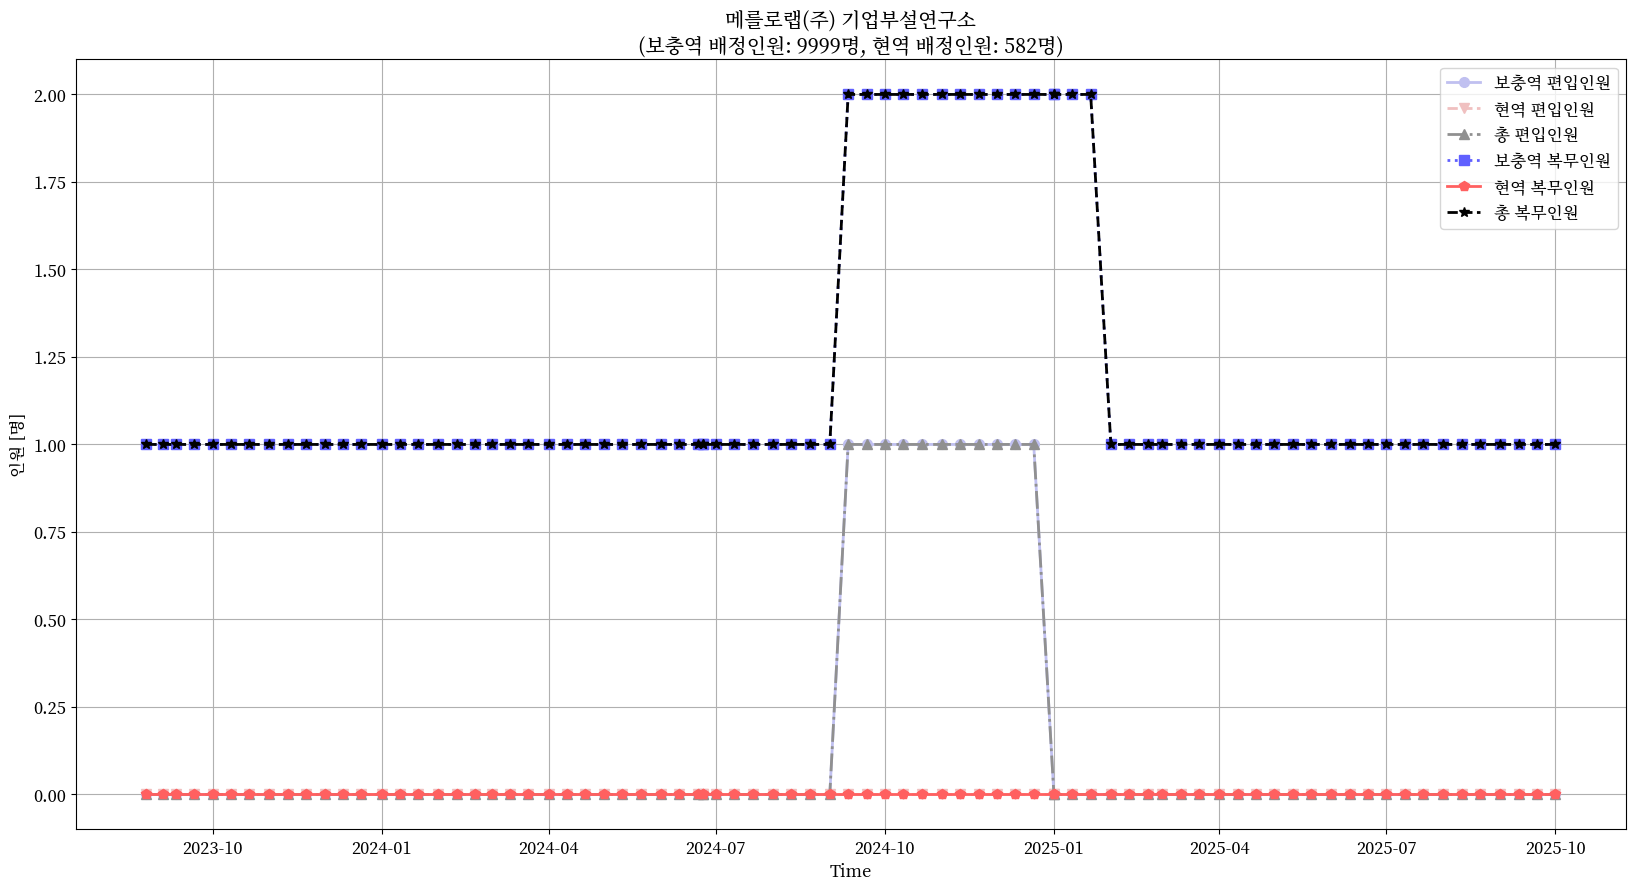 메를로랩(주) 기업부설연구소
(보충역 배정인원: 9999명, 현역 배정인원: 582명)
보충역 편입인원
현역 편입인원
총 편입인원
보충역 복무인원
현역 복무인원
총 복무인원
인원 [명]
2.00
1.75
1.50
1.25
1.00
0.75
0.50
0.25
0.00
2023-10
2024-01
2024-04
2024-07
2024-10
2025-01
2025-04
2025-07
2025-10
Time